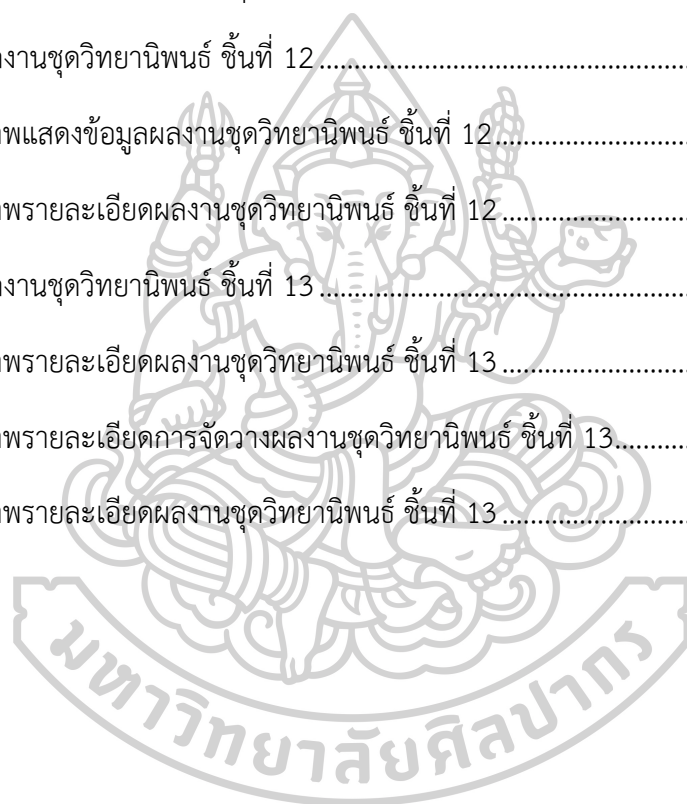 งานชุดวิทยานิพนธ์ ชิ้นที่ 12
พแสดงข้อมูลผลงานชุดวิทยานิพนธ์ ชิ้นที่ 12
พรายละเอียดผลงานชุดวิทยานิพนธ์ ชิ้นที่ 12
งานชุดวิทยานิพนธ์ ชิ้นที่ 13
พรายละเอียดผลงานชุดวิทยานิพนธ์ ชิ้นที่ 13
พรายละเอียดการจัดวางผลงานชุดวิทยานิพนธ์ ชิ้นที่ 13
พรายละเอียดผลงานชุดวิทยานิพนธ์ ชิ้นที่ 13
มหาวิทยาลัยศิลปากร